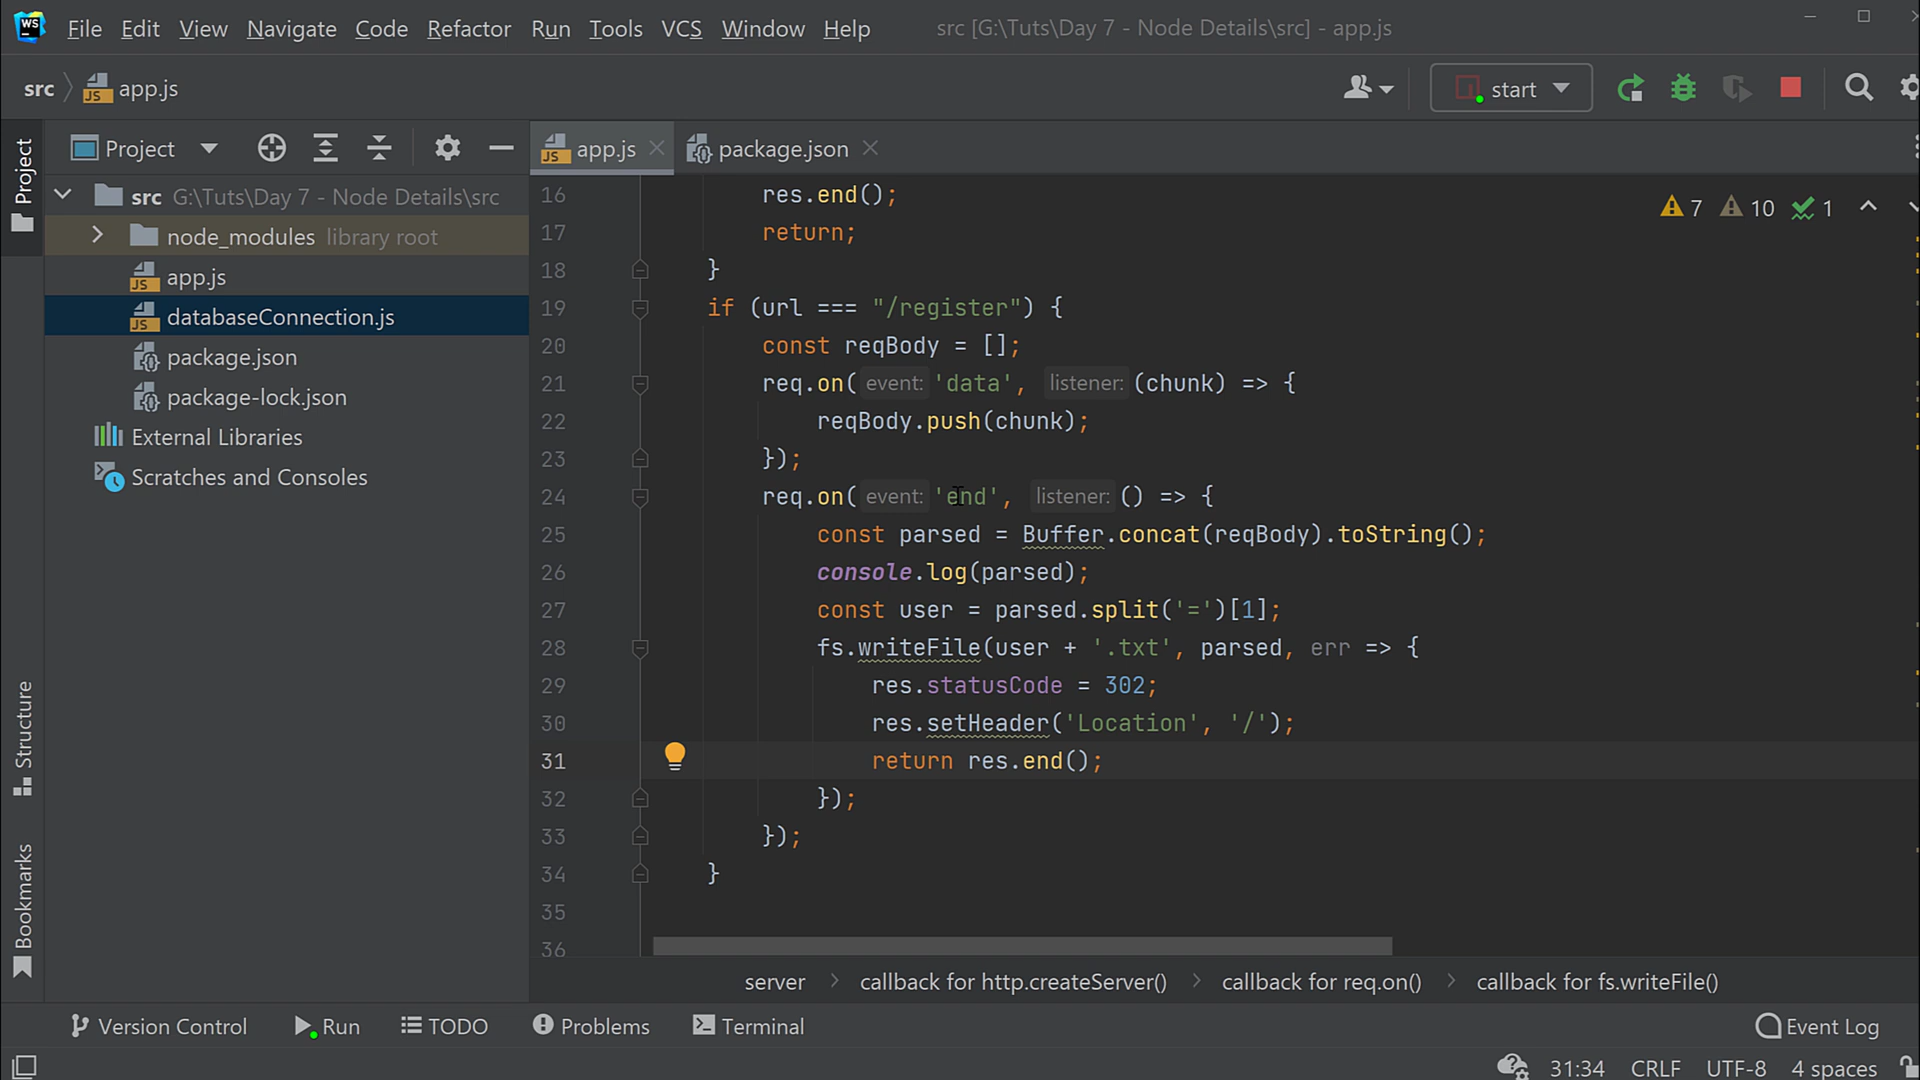 WS File Edit View Navigate Code Refactor Run Tools VCS Window Help src [G:\Tuts\Day 7 - Node Details\src] - app.js
src app.js start
Project
Project
app.js package.json
src G:\Tuts\Day 7 - Node Details\src
node_modules library root
app.js
databaseConnection.js
package.json
package-lock.json
External Libraries
Scratches and Consoles
7 10 1
16 res.end();
17 return;
18 }
19 if (url === "/register") {
20 const reqBody = [];
21 req.on( event: 'data', listener: (chunk) => {
22 reqBody.push(chunk);
23 });
24 req.on( event: 'end', listener: () => {
25 const parsed = Buffer.concat(reqBody).toString();
26 console.log(parsed);
27 const user = parsed.split('=')[1];
28 fs.writeFile(user + '.txt', parsed, err => {
29 res.statusCode = 302;
30 res.setHeader('Location', '/');
31 return res.end();
32 });
33 });
34 }
35
36
Structure
Bookmarks
server callback for http.createServer() callback for req.on() callback for fs.writeFile()
Version Control Run TODO Problems Terminal Event Log
31:34 CRLF UTF-8 4 spaces